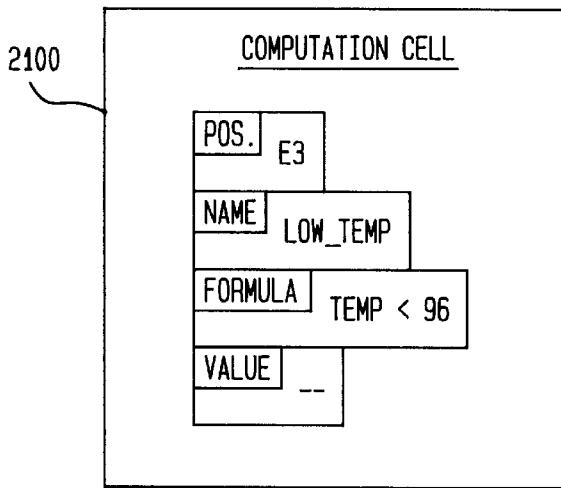 2100
COMPUTATION CELL
POS.
E3
NAME
LOW_TEMP
FORMULA
TEMP < 96
VALUE
--